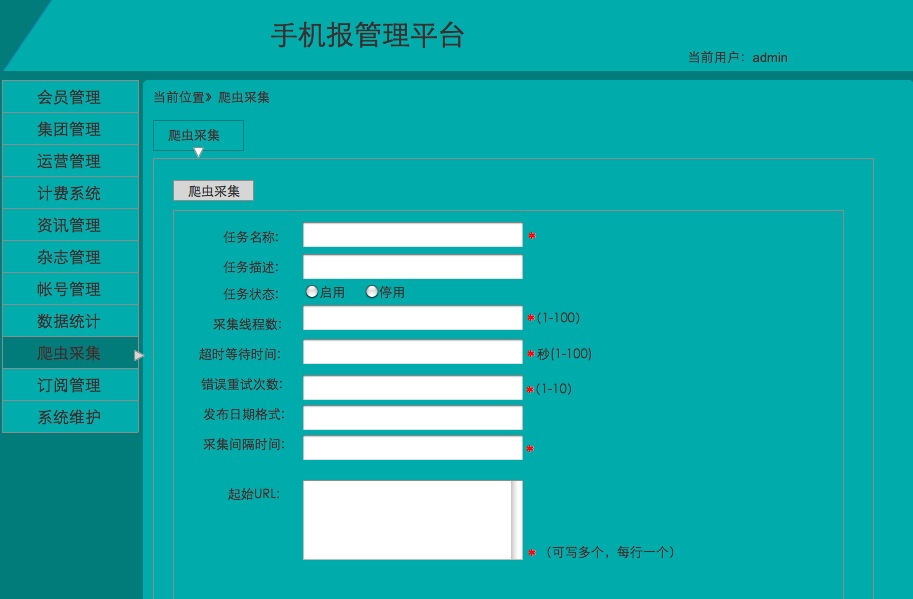 手机报管理平台
当前用户：admin
会员管理
集团管理
运营管理
计费系统
资讯管理
杂志管理
帐号管理
数据统计
爬虫采集
订阅管理
系统维护
当前位置》爬虫采集
爬虫采集
爬虫采集
任务名称: *
任务描述:
任务状态: 启用 停用
采集线程数: *(1-100)
超时等待时间: *秒(1-100)
错误重试次数: *(1-10)
发布日期格式:
采集间隔时间: *
起始URL:
* （可写多个，每行一个）